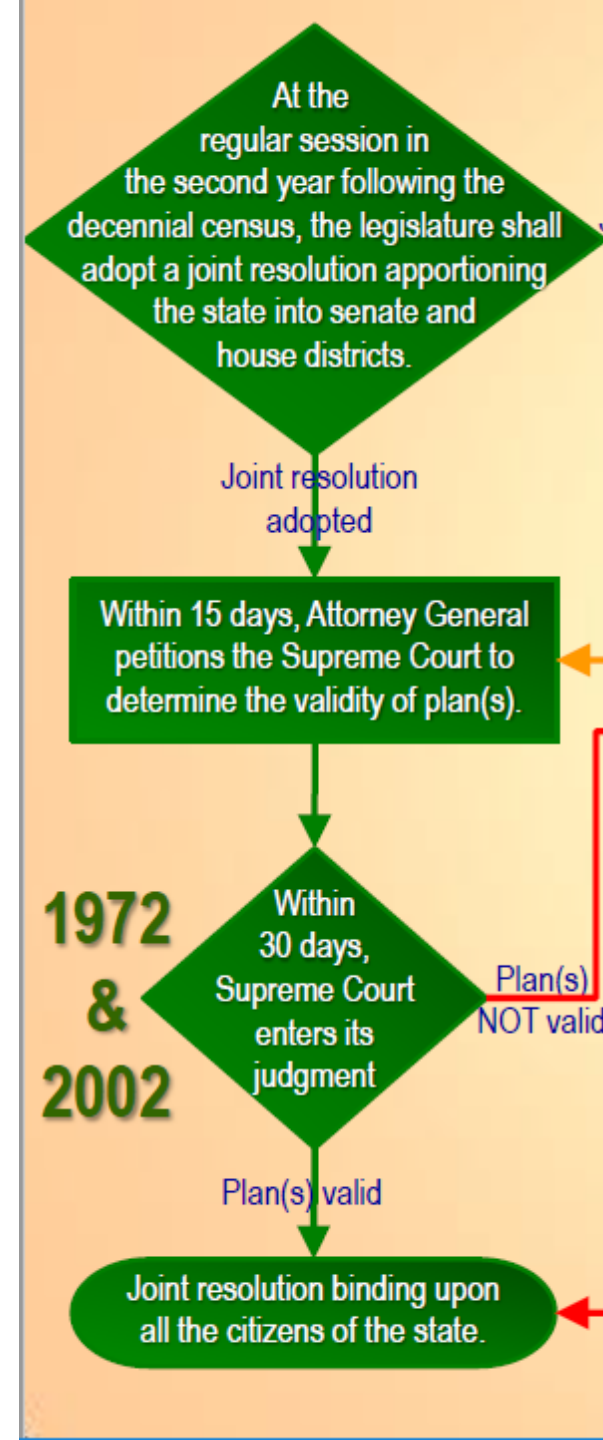 At the
regular session in
the second year following the
decennial census, the legislature shall
adopt a joint resolution apportioning
the state into senate and
house districts.
Joint resolution
adopted
Within 15 days, Attorney General
petitions the Supreme Court to
determine the validity of plan(s).
1972
&
2002
Within
30 days,
Supreme Court
enters its
judgment
Plan(s)
NOT valid
Plan(s) valid
Joint resolution binding upon
all the citizens of the state.